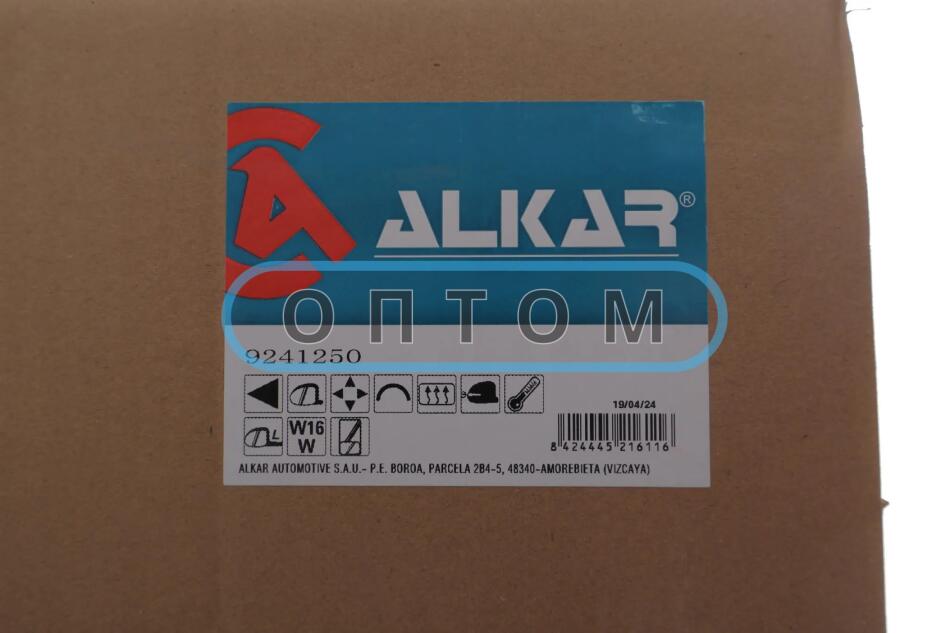 ALKAR®
ОПТОМ
9241250
19/04/24
W16
W
8 424445 216116
ALKAR AUTOMOTIVE S.A.U.- P.E. BOROA, PARCELA 2B4-5, 48340-AMOREBIETA (VIZCAYA)